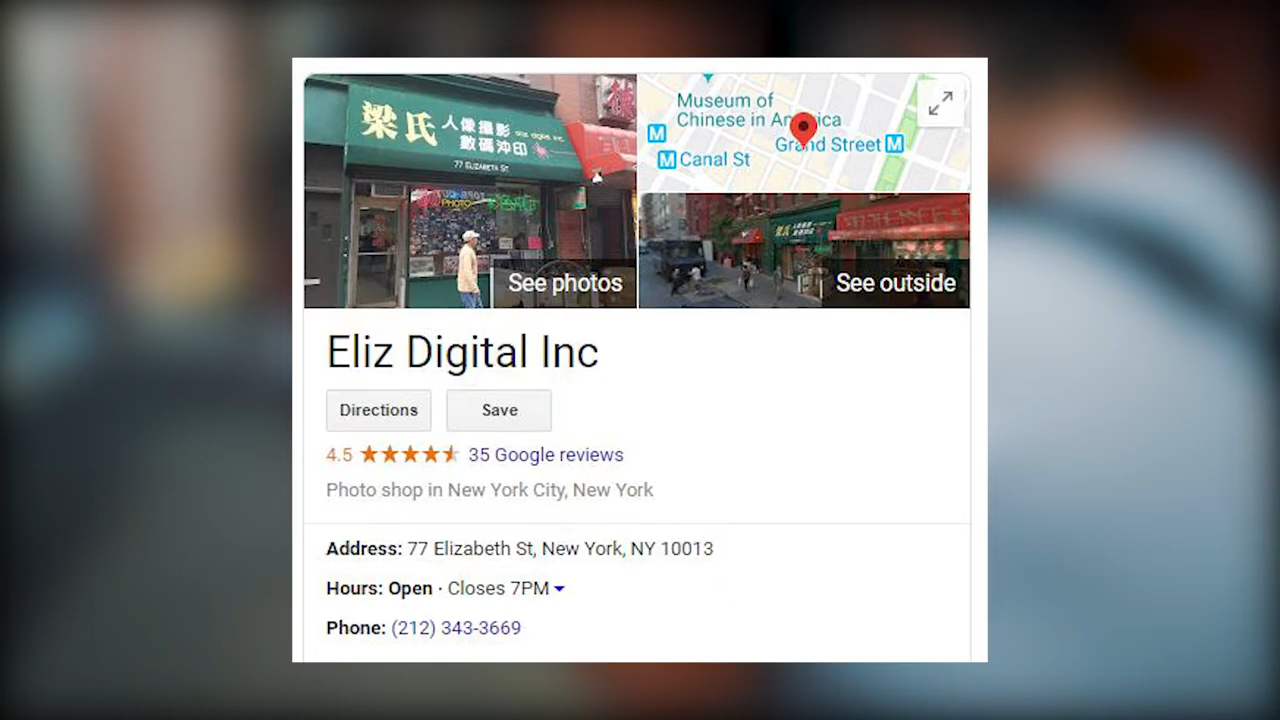 梁氏
人像攝影
數碼沖印
77 ELIZABETH ST
PHOTO
See photos
Museum of
Chinese in America
Grand Street M
M
M Canal St
梁氏
See outside
Eliz Digital Inc
Directions
Save
4.5 35 Google reviews
Photo shop in New York City, New York
Address: 77 Elizabeth St, New York, NY 10013
Hours: Open · Closes 7PM
Phone: (212) 343-3669